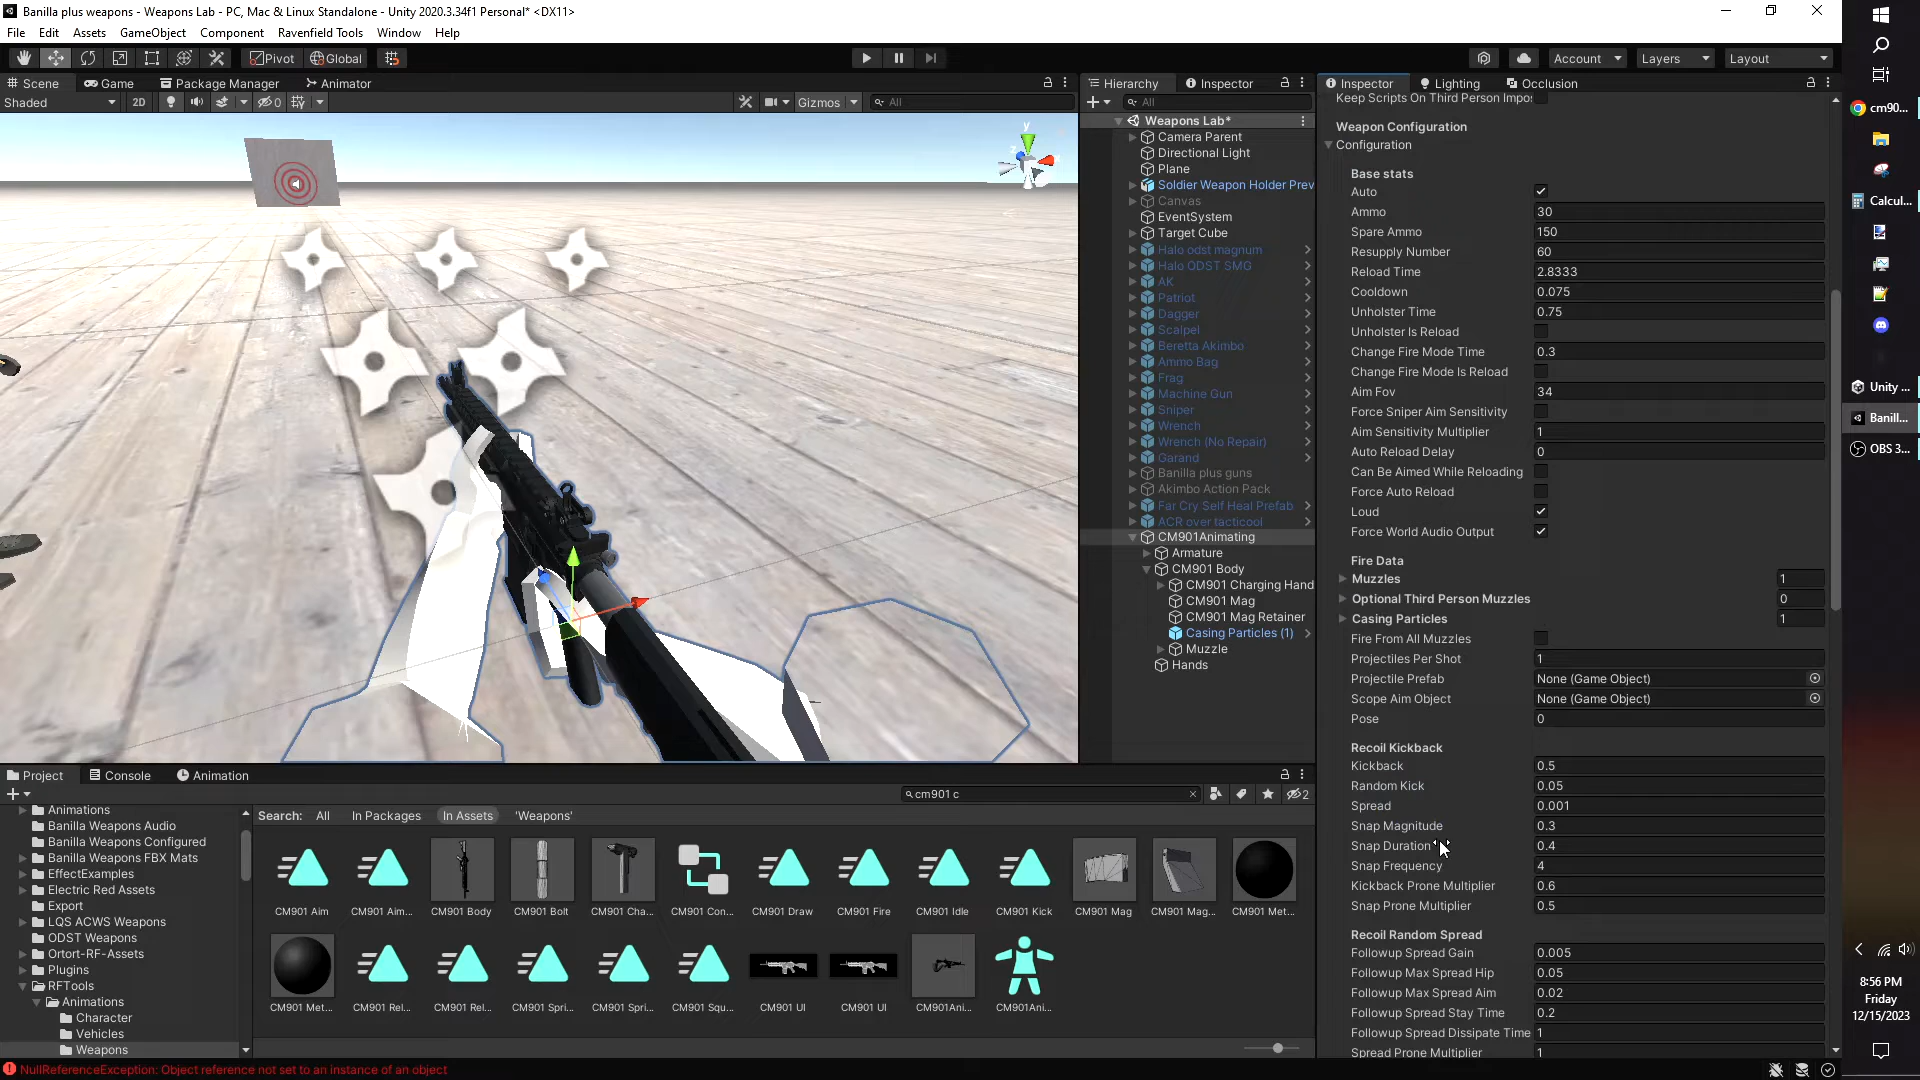 Banilla plus weapons - Weapons Lab - PC, Mac & Linux Standalone - Unity 2020.3.34f1 Personal* <DX11>
File Edit Assets GameObject Component Ravenfield Tools Window Help
Pivot Global Account Layers Layout
Scene Game Package Manager Animator
Shaded 2D Gizmos All
Hierarchy Inspector
All
Weapons Lab*
Camera Parent
Directional Light
Plane
Soldier Weapon Holder Prev
Canvas
EventSystem
Target Cube
Halo odst magnum
Halo ODST SMG
AK
Patriot
Dagger
Scalpel
Beretta Akimbo
Ammo Bag
Frag
Machine Gun
Sniper
Wrench
Wrench (No Repair)
Garand
Banilla plus guns
Akimbo Action Pack
Far Cry Self Heal Prefab
ACR over tacticool
CM901Animating
Armature
CM901 Body
CM901 Charging Hand
CM901 Mag
CM901 Mag Retainer
Casing Particles (1)
Muzzle
Hands
Inspector Lighting Occlusion
Keep Scripts On Third Person Impos
Weapon Configuration
Configuration
Base stats
Auto
Ammo 30
Spare Ammo 150
Resupply Number 60
Reload Time 2.8333
Cooldown 0.075
Unholster Time 0.75
Unholster Is Reload
Change Fire Mode Time 0.3
Change Fire Mode Is Reload
Aim Fov 34
Force Sniper Aim Sensitivity
Aim Sensitivity Multiplier 1
Auto Reload Delay 0
Can Be Aimed While Reloading
Force Auto Reload
Loud
Force World Audio Output
Fire Data
Muzzles 1
Optional Third Person Muzzles 0
Casing Particles 1
Fire From All Muzzles
Projectiles Per Shot 1
Projectile Prefab None (Game Object)
Scope Aim Object None (Game Object)
Pose 0
Recoil Kickback
Kickback 0.5
Random Kick 0.05
Spread 0.001
Snap Magnitude 0.3
Snap Duration 0.4
Snap Frequency 4
Kickback Prone Multiplier 0.6
Snap Prone Multiplier 0.5
Recoil Random Spread
Followup Spread Gain 0.005
Followup Max Spread Hip 0.05
Followup Max Spread Aim 0.02
Followup Spread Stay Time 0.2
Followup Spread Dissipate Time 1
Spread Prone Multiplier 1
Project Console Animation
cm901 c
2
Animations
Banilla Weapons Audio
Banilla Weapons Configured
Banilla Weapons FBX Mats
EffectExamples
Electric Red Assets
Export
LQS ACWS Weapons
ODST Weapons
Ortort-RF-Assets
Plugins
RFTools
Animations
Character
Vehicles
Weapons
Search: All In Packages In Assets 'Weapons'
CM901 Aim CM901 Aim... CM901 Body CM901 Bolt CM901 Cha... CM901 Con... CM901 Draw CM901 Fire CM901 Idle CM901 Kick CM901 Mag CM901 Mag... CM901 Met...
CM901 Met... CM901 Rel... CM901 Rel... CM901 Spri... CM901 Spri... CM901 Squ... CM901 UI CM901 UI CM901Ani... CM901Ani...
NullReferenceException: Object reference not set to an instance of an object
cm90...
Calcul...
Unity ...
Banill...
OBS 3...
8:56 PM
Friday
12/15/2023